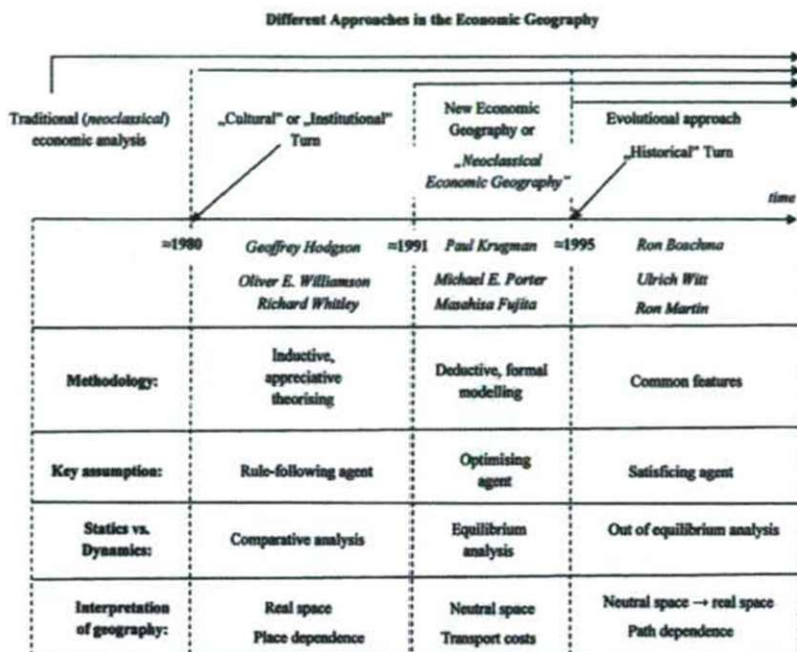 Different Approaches in the Economic Geography
Traditional (neoclassical)
economic analysis
„Cultural” or „Institutional”
Turn
New Economic
Geography or
„Neoclassical
Economic Geography”
Evolutional approach
„Historical” Turn
time
≈1980
Geoffrey Hodgson
Oliver E. Williamson
Richard Whitley
≈1991
Paul Krugman
Michael E. Porter
Masahisa Fujita
≈1995
Ron Boschma
Ulrich Witt
Ron Martin
Methodology:
Inductive,
appreciative
theorising
Deductive, formal
modelling
Common features
Key assumption:
Rule-following agent
Optimising
agent
Satisficing agent
Statics vs.
Dynamics:
Comparative analysis
Equilibrium
analysis
Out of equilibrium analysis
Interpretation
of geography:
Real space
Place dependence
Neutral space
Transport costs
Neutral space → real space
Path dependence